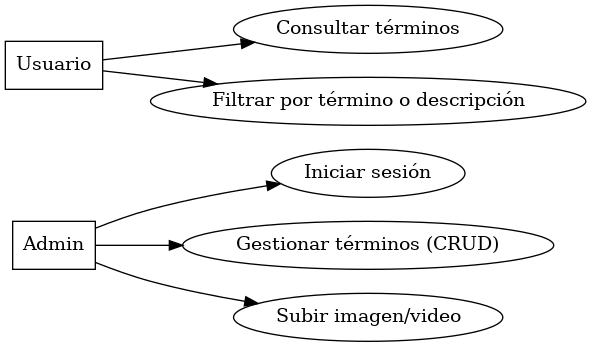 Usuario
Consultar términos
Filtrar por término o descripción
Admin
Iniciar sesión
Gestionar términos (CRUD)
Subir imagen/video